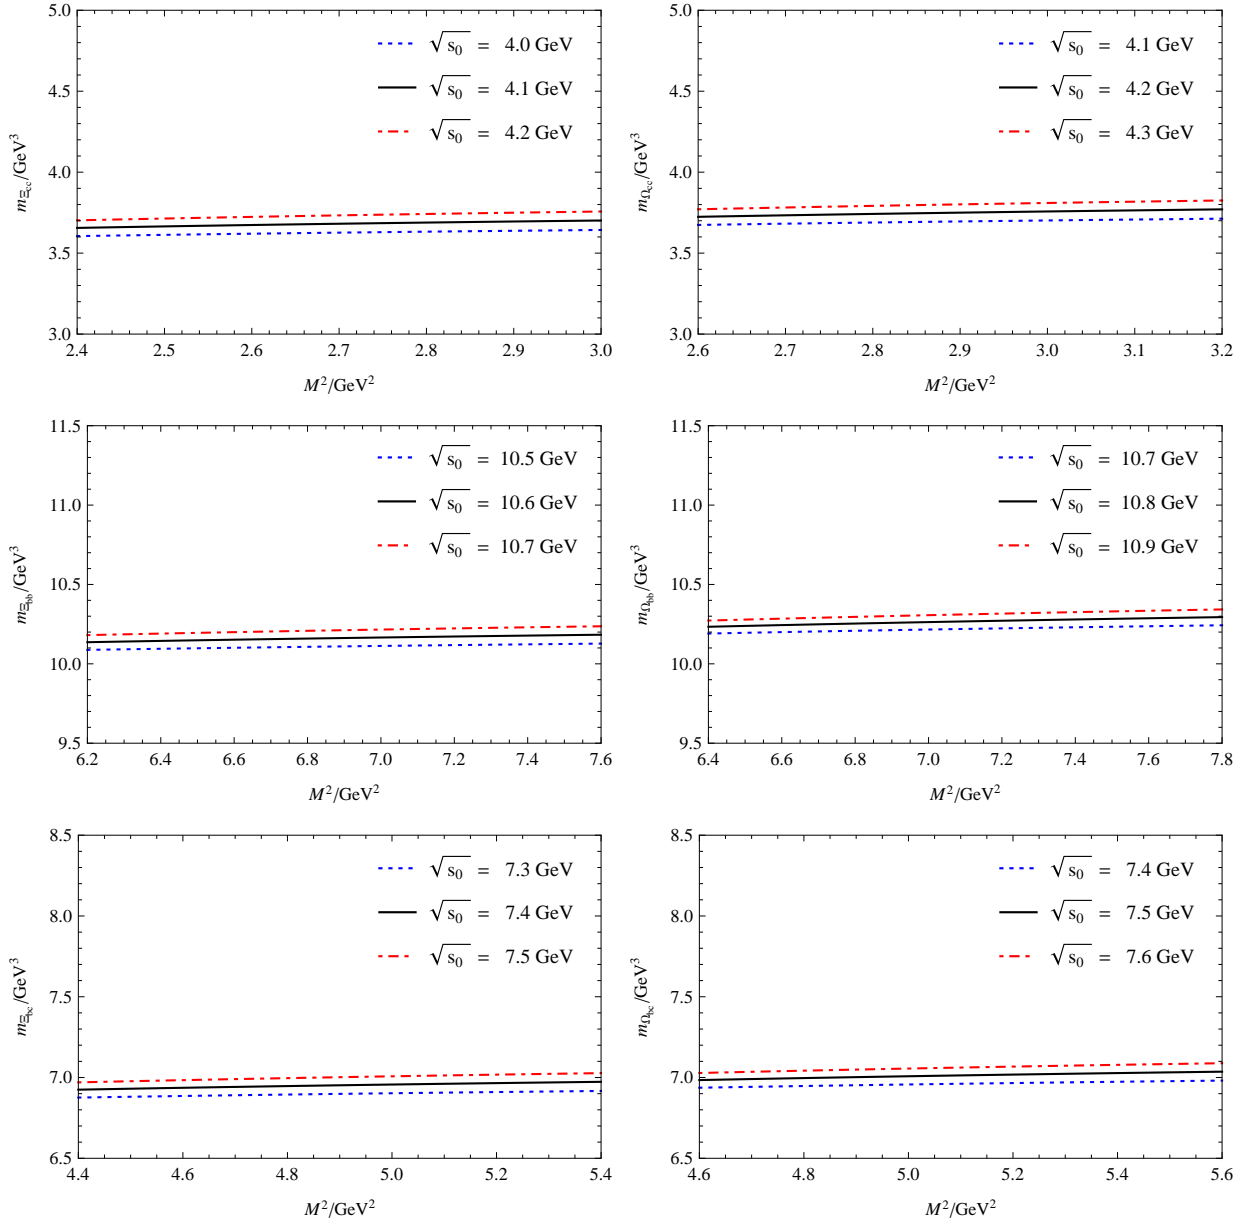 √s0 = 4.0 GeV
√s0 = 4.1 GeV
√s0 = 4.2 GeV
mΞcc/GeV3
5.0
4.5
4.0
3.5
3.0
2.4 2.5 2.6 2.7 2.8 2.9 3.0
M2/GeV2
√s0 = 4.1 GeV
√s0 = 4.2 GeV
√s0 = 4.3 GeV
mΩcc/GeV3
5.0
4.5
4.0
3.5
3.0
2.6 2.7 2.8 2.9 3.0 3.1 3.2
M2/GeV2
√s0 = 10.5 GeV
√s0 = 10.6 GeV
√s0 = 10.7 GeV
mΞbb/GeV3
11.5
11.0
10.5
10.0
9.5
6.2 6.4 6.6 6.8 7.0 7.2 7.4 7.6
M2/GeV2
√s0 = 10.7 GeV
√s0 = 10.8 GeV
√s0 = 10.9 GeV
mΩbb/GeV3
11.5
11.0
10.5
10.0
9.5
6.4 6.6 6.8 7.0 7.2 7.4 7.6 7.8
M2/GeV2
√s0 = 7.3 GeV
√s0 = 7.4 GeV
√s0 = 7.5 GeV
mΞbc/GeV3
8.5
8.0
7.5
7.0
6.5
4.4 4.6 4.8 5.0 5.2 5.4
M2/GeV2
√s0 = 7.4 GeV
√s0 = 7.5 GeV
√s0 = 7.6 GeV
mΩbc/GeV3
8.5
8.0
7.5
7.0
6.5
4.6 4.8 5.0 5.2 5.4 5.6
M2/GeV2